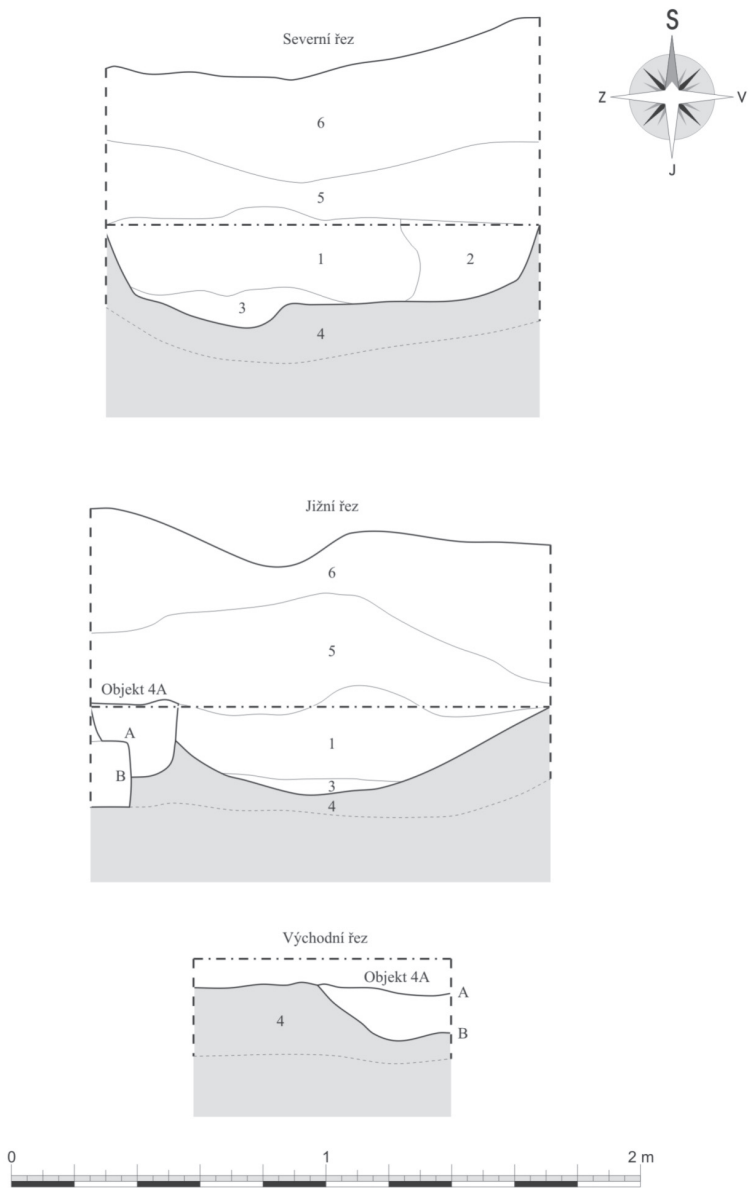 Severní řez
S
Z
V
J
6
5
1
2
3
4
Jižní řez
6
5
Objekt 4A
A
1
B
3
4
Východní řez
Objekt 4A
A
4
B
0
1
2 m